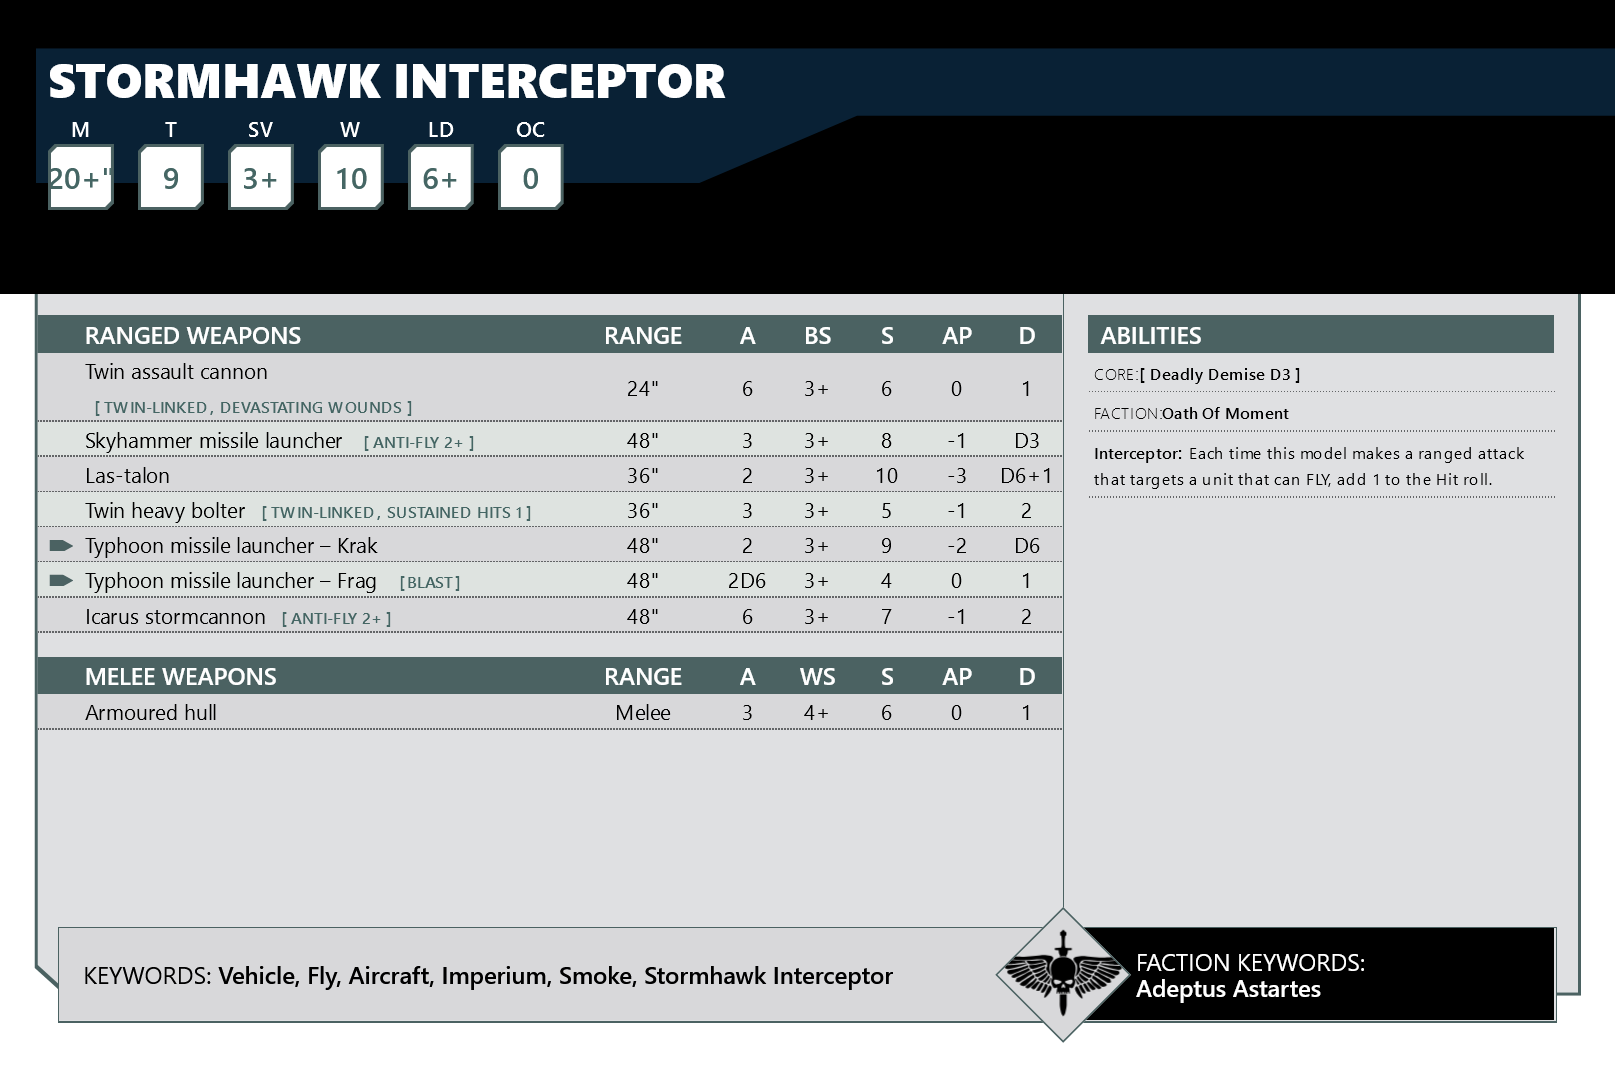 STORMHAWK INTERCEPTOR
M T SV W LD OC
20+" 9 3+ 10 6+ 0
RANGED WEAPONS RANGE A BS S AP D
Twin assault cannon
[ TWIN-LINKED, DEVASTATING WOUNDS ] 24" 6 3+ 6 0 1
Skyhammer missile launcher [ ANTI-FLY 2+ ] 48" 3 3+ 8 -1 D3
Las-talon 36" 2 3+ 10 -3 D6+1
Twin heavy bolter [ TWIN-LINKED, SUSTAINED HITS 1 ] 36" 3 3+ 5 -1 2
Typhoon missile launcher – Krak 48" 2 3+ 9 -2 D6
Typhoon missile launcher – Frag [BLAST] 48" 2D6 3+ 4 0 1
Icarus stormcannon [ ANTI-FLY 2+ ] 48" 6 3+ 7 -1 2
MELEE WEAPONS RANGE A WS S AP D
Armoured hull Melee 3 4+ 6 0 1
ABILITIES
CORE:[ Deadly Demise D3 ]
FACTION:Oath Of Moment
Interceptor: Each time this model makes a ranged attack
that targets a unit that can FLY, add 1 to the Hit roll.
KEYWORDS: Vehicle, Fly, Aircraft, Imperium, Smoke, Stormhawk Interceptor
FACTION KEYWORDS:
Adeptus Astartes